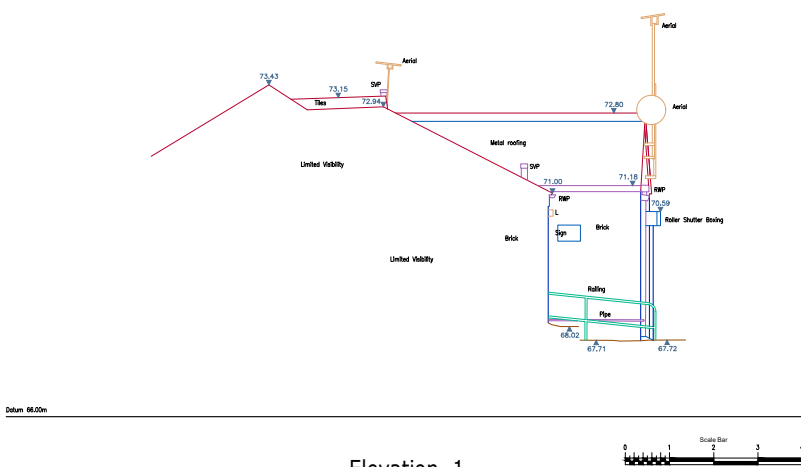 Aerial
Aerial
73.43
SVP
73.15
Tiles
72.94
72.80
Aerial
Metal roofing
Limited Visibility
SVP
71.00
71.18
RWP
RWP
L
70.59
Roller Shutter Boxing
Sign
Brick
Brick
Limited Visibility
Railing
Pipe
68.02
67.71
67.72
Datum 66.00m
Scale Bar
0 1 2 3
Elevation 1